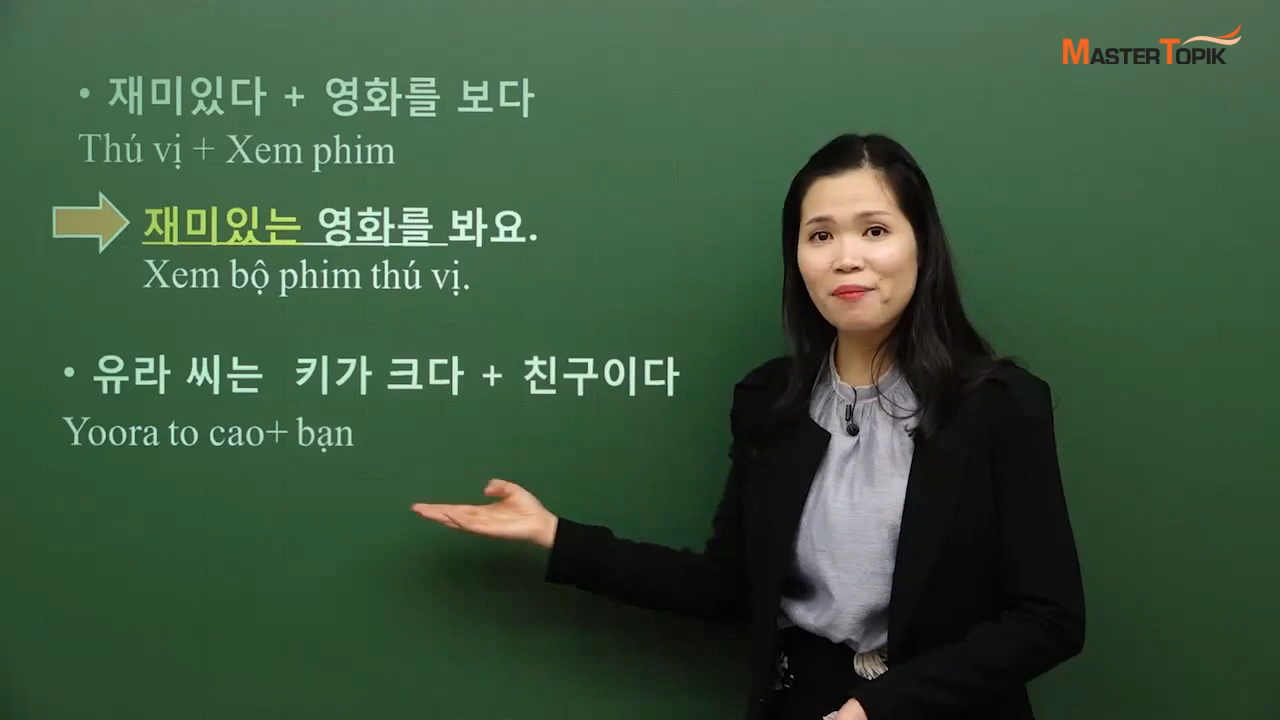 MASTER TOPIK
• 재미있다 + 영화를 보다
Thú vị + Xem phim
재미있는 영화를 봐요.
Xem bộ phim thú vị.
• 유라 씨는 키가 크다 + 친구이다
Yoora to cao+ bạn